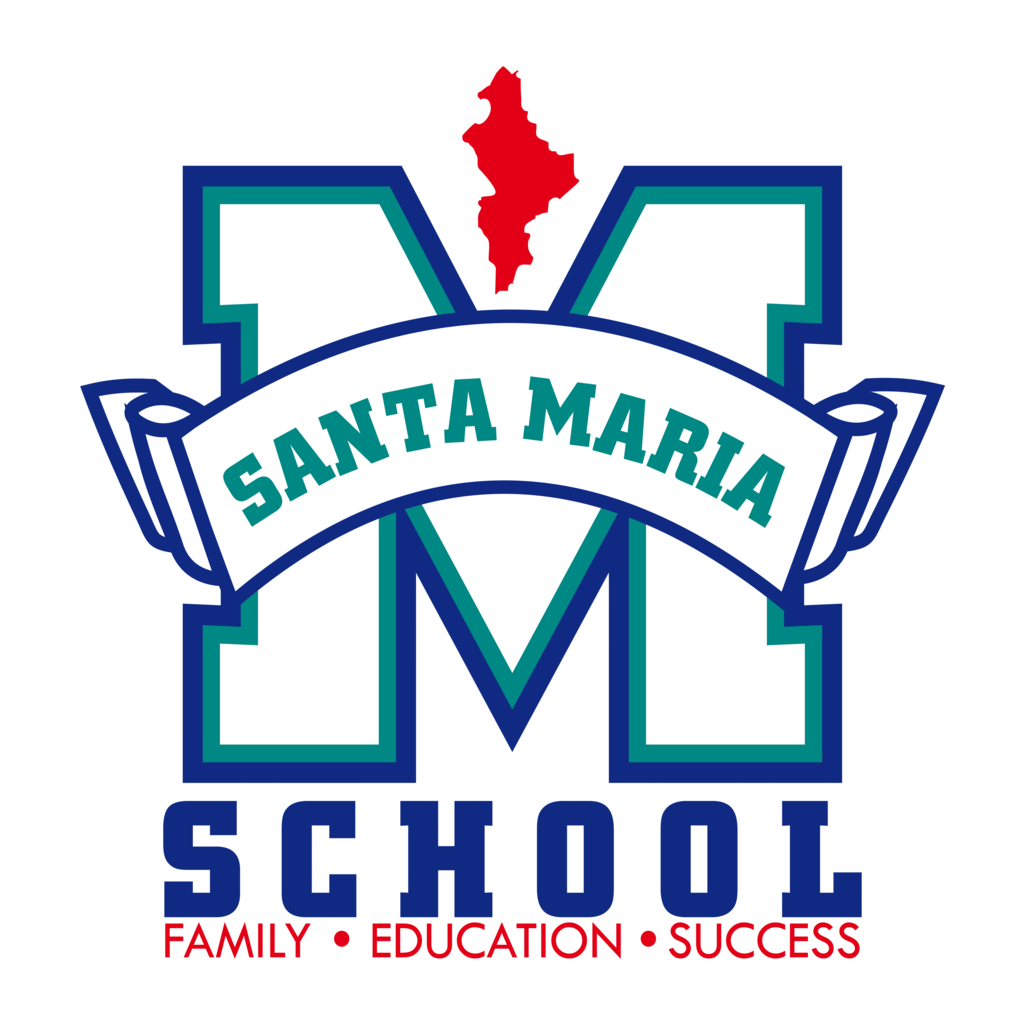 M
SANTA MARIA
SCHOOL
FAMILY • EDUCATION • SUCCESS